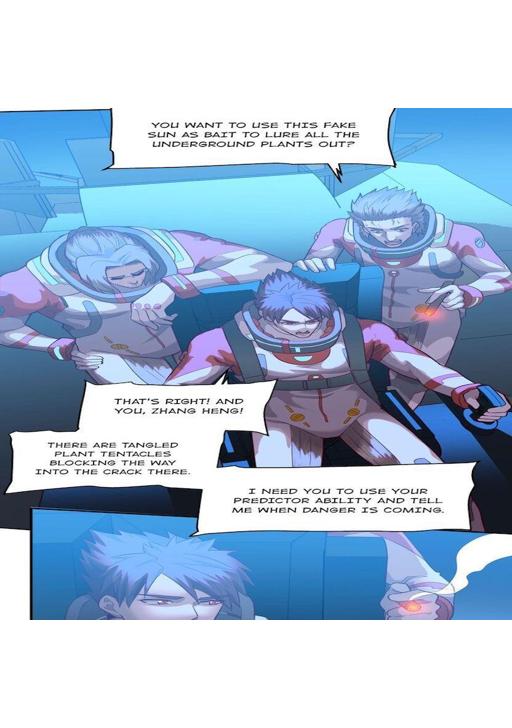 YOU WANT TO USE THIS FAKE
SUN AS BAIT TO LURE ALL THE
UNDERGROUND PLANTS OUT?
THAT'S RIGHT! AND
YOU, ZHANG HENG!
THERE ARE TANGLED
PLANT TENTACLES
BLOCKING THE WAY
INTO THE CRACK THERE.
I NEED YOU TO USE YOUR
PREDICTOR ABILITY AND TELL
ME WHEN DANGER IS COMING.